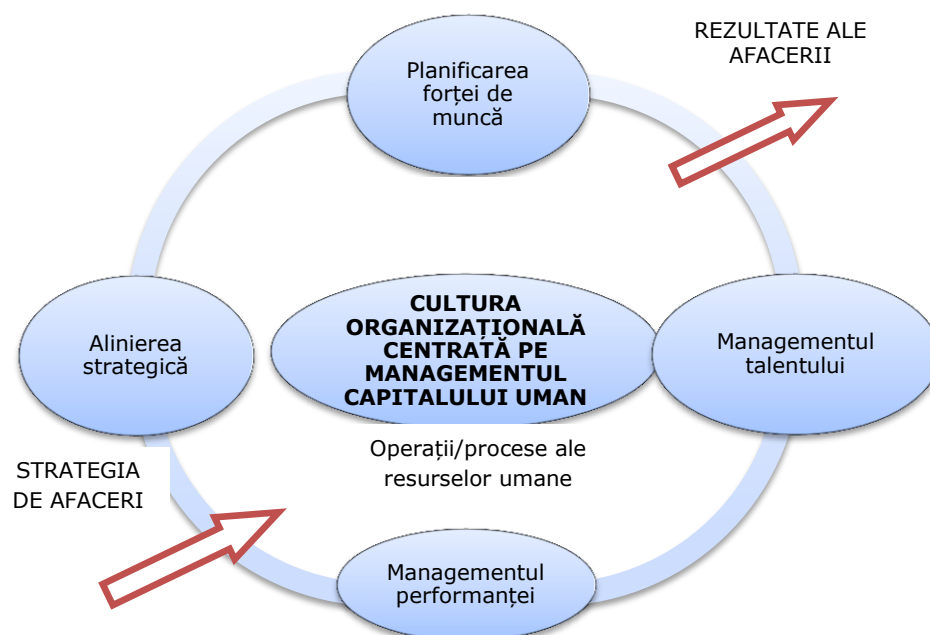 REZULTATE ALE
AFACERII
Planificarea
forței de
muncă
CULTURA
ORGANIZAȚIONALĂ
CENTRATĂ PE
MANAGEMENTUL
CAPITALULUI UMAN
Alinierea
strategică
Managementul
talentului
Operații/procese ale
resurselor umane
STRATEGIA
DE AFACERI
Managementul
performanței